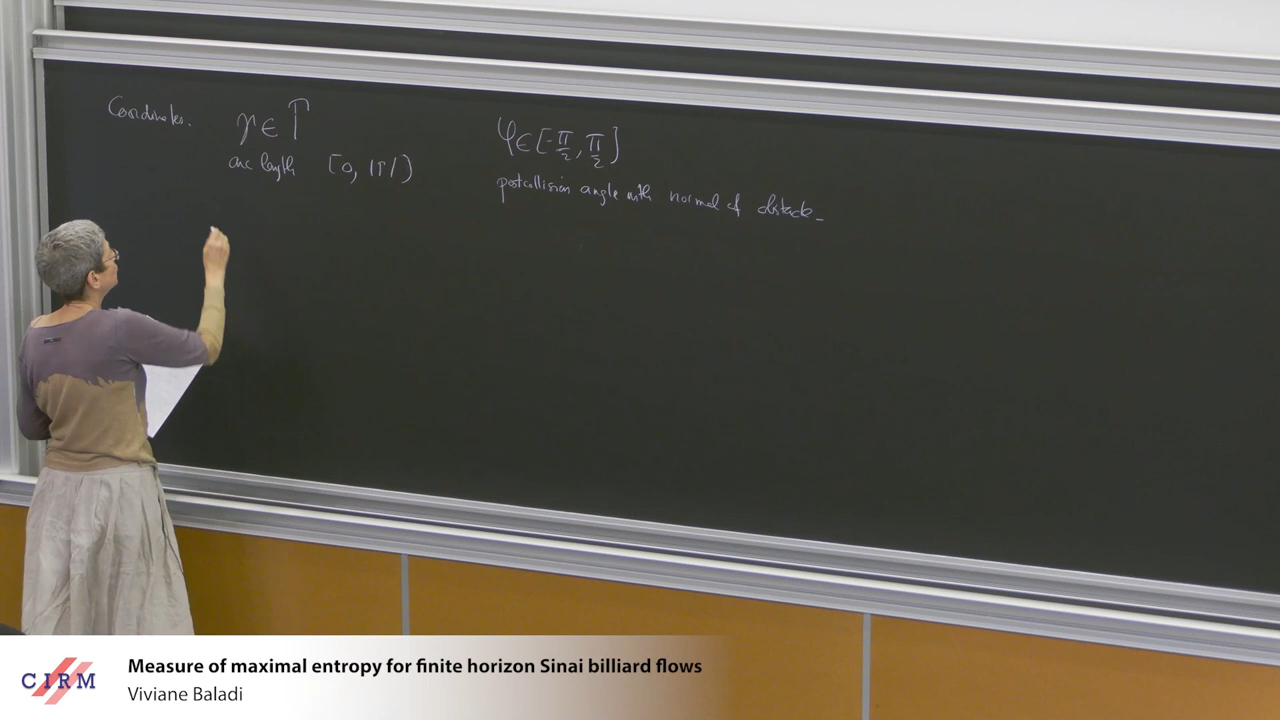 Coordinates.
r ∈ Γ
arc length [0, |Γ|)
φ ∈ [-π/2, π/2]
postcollision angle with normal of obstacle
CIRM
Measure of maximal entropy for finite horizon Sinai billiard flows
Viviane Baladi